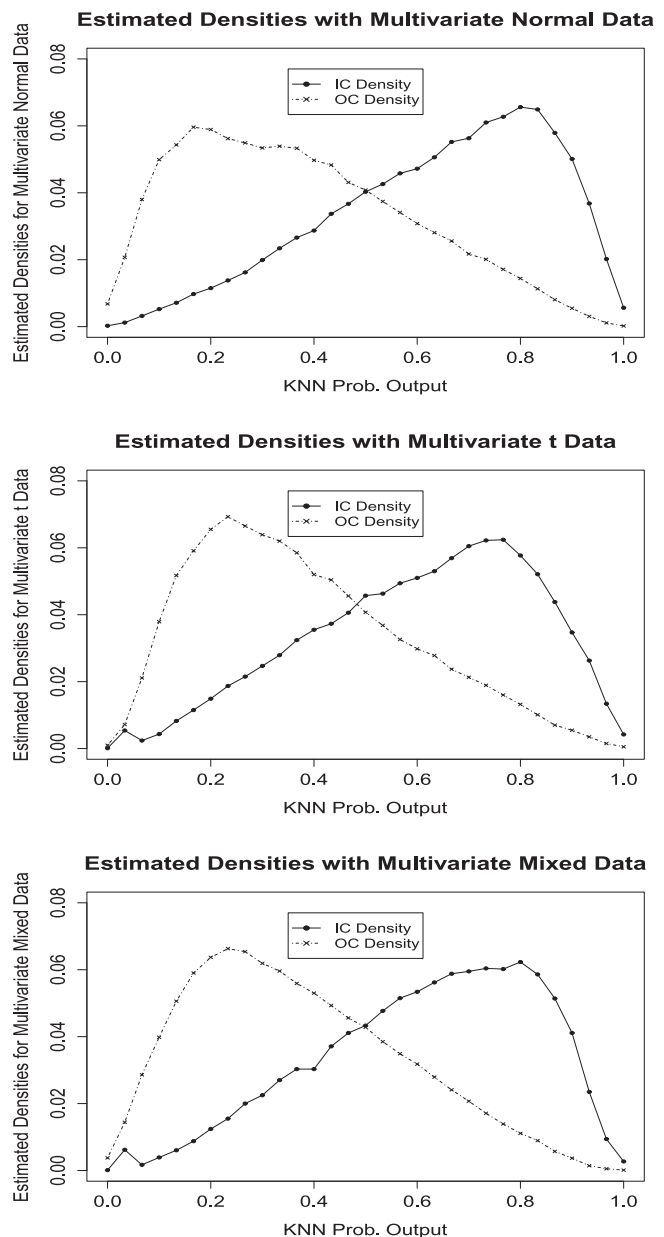 Estimated Densities with Multivariate Normal Data
Estimated Densities for Multivariate Normal Data
0.08
0.06
0.04
0.02
0.00
IC Density
OC Density
0.0 0.2 0.4 0.6 0.8 1.0
KNN Prob. Output
Estimated Densities with Multivariate t Data
Estimated Densities for Multivariate t Data
0.08
0.06
0.04
0.02
0.00
IC Density
OC Density
0.0 0.2 0.4 0.6 0.8 1.0
KNN Prob. Output
Estimated Densities with Multivariate Mixed Data
Estimated Densities for Multivariate Mixed Data
0.08
0.06
0.04
0.02
0.00
IC Density
OC Density
0.0 0.2 0.4 0.6 0.8 1.0
KNN Prob. Output